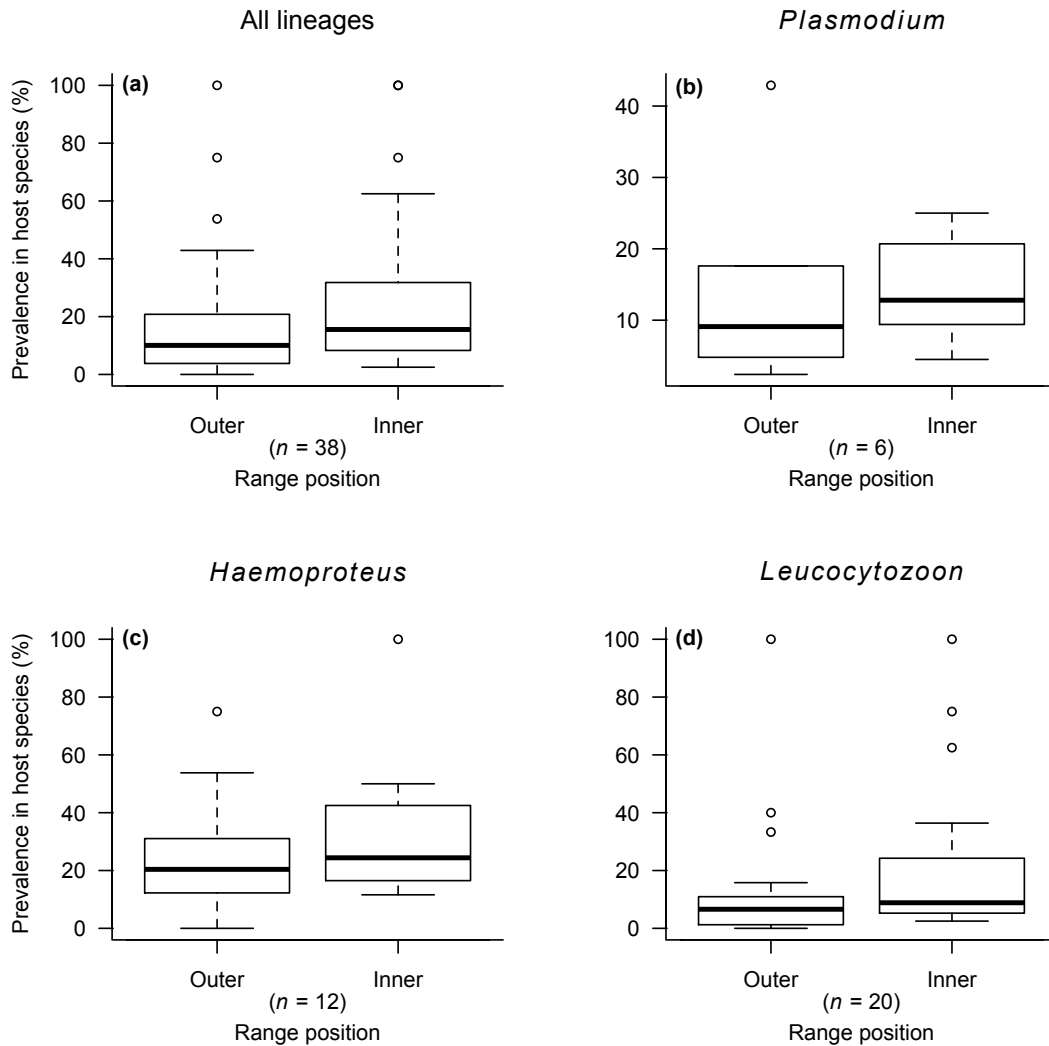 All lineages
Prevalence in host species (%)
(a)
100
80
60
40
20
0
Outer
Inner
(n = 38)
Range position
Plasmodium
(b)
40
30
20
10
Outer
Inner
(n = 6)
Range position
Haemoproteus
Prevalence in host species (%)
(c)
100
80
60
40
20
0
Outer
Inner
(n = 12)
Range position
Leucocytozoon
(d)
100
80
60
40
20
0
Outer
Inner
(n = 20)
Range position